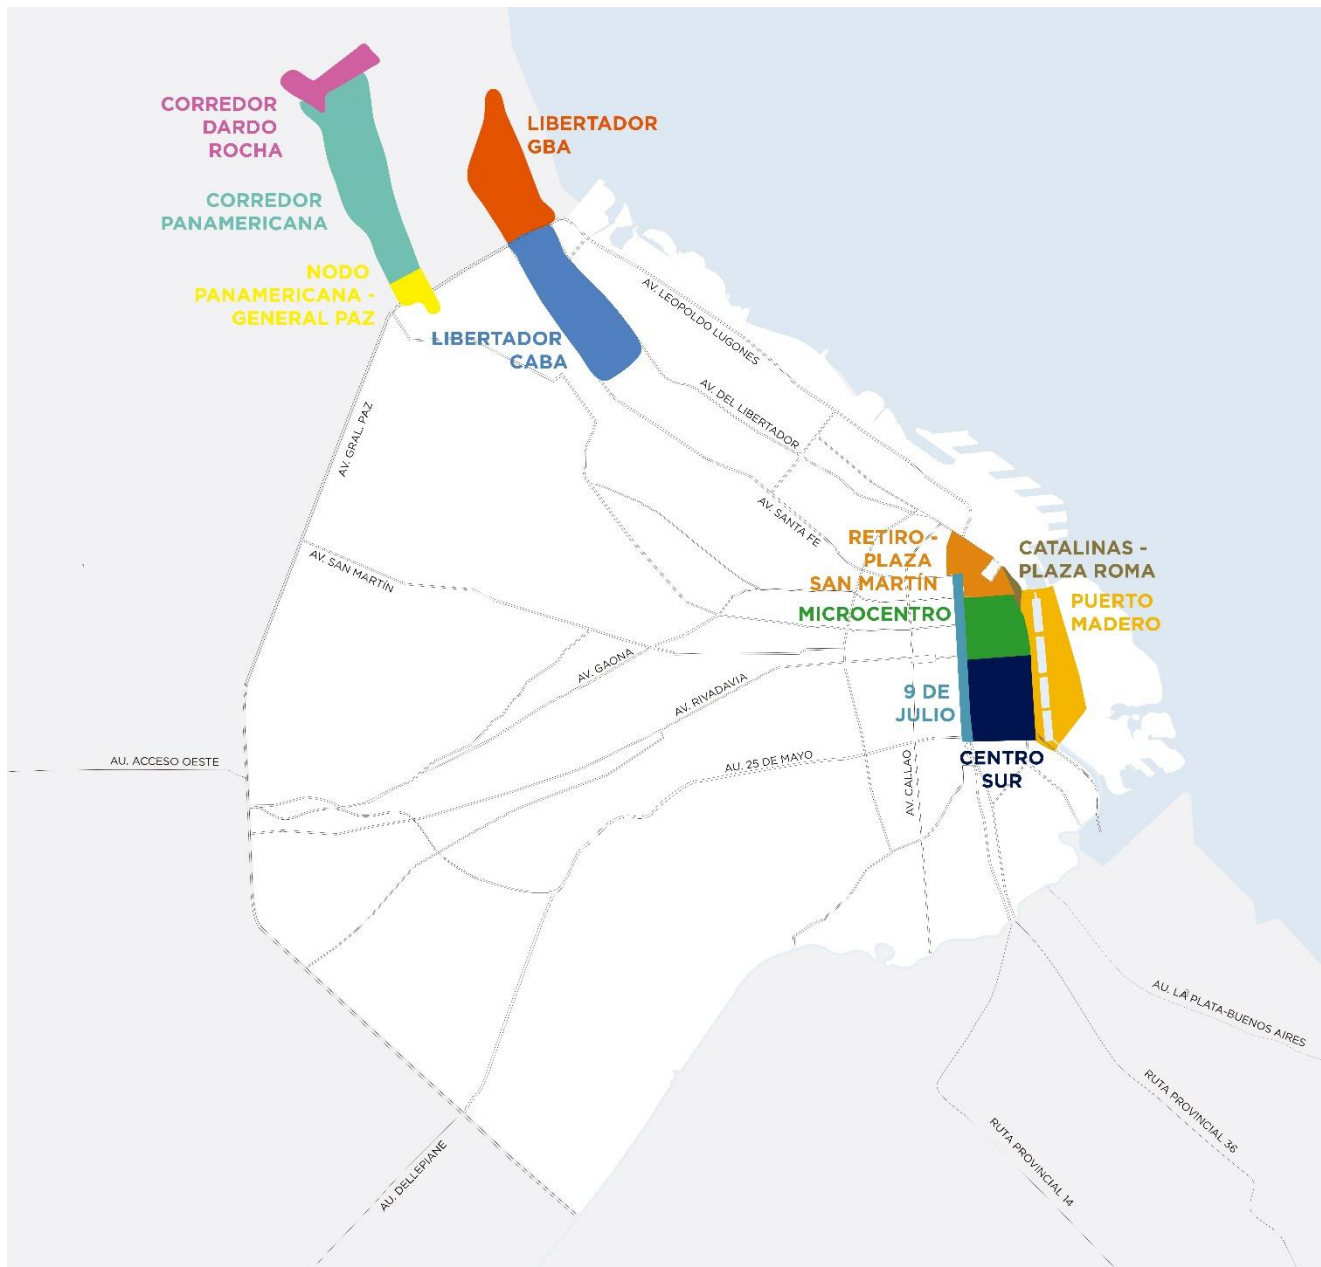 CORREDOR
DARDO
ROCHA
LIBERTADOR
GBA
CORREDOR
PANAMERICANA
NODO
PANAMERICANA -
GENERAL PAZ
LIBERTADOR
CABA
AV. LEOPOLDO LUGONES
AV. DEL LIBERTADOR
AV. GRAL. PAZ
AV. SANTA FE
AV. SAN MARTÍN
RETIRO -
PLAZA
SAN MARTÍN
CATALINAS -
PLAZA ROMA
MICROCENTRO
PUERTO
MADERO
AV. GAONA
AV. RIVADAVIA
9 DE
JULIO
CENTRO
SUR
AU. ACCESO OESTE
AU. 25 DE MAYO
AV. CALLAO
AU. LA PLATA-BUENOS AIRES
RUTA PROVINCIAL 36
RUTA PROVINCIAL 14
AU. DELLEPIANE